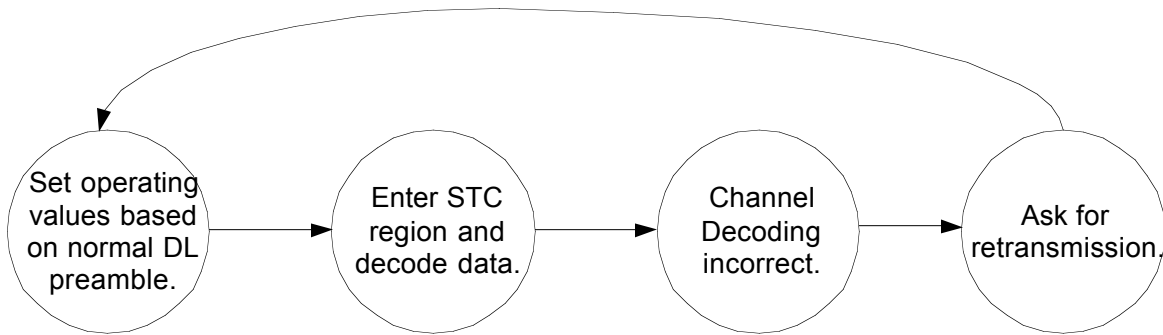 Set operating
values based
on normal DL
preamble.
Enter STC
region and
decode data.
Channel
Decoding
incorrect.
Ask for
retransmission.